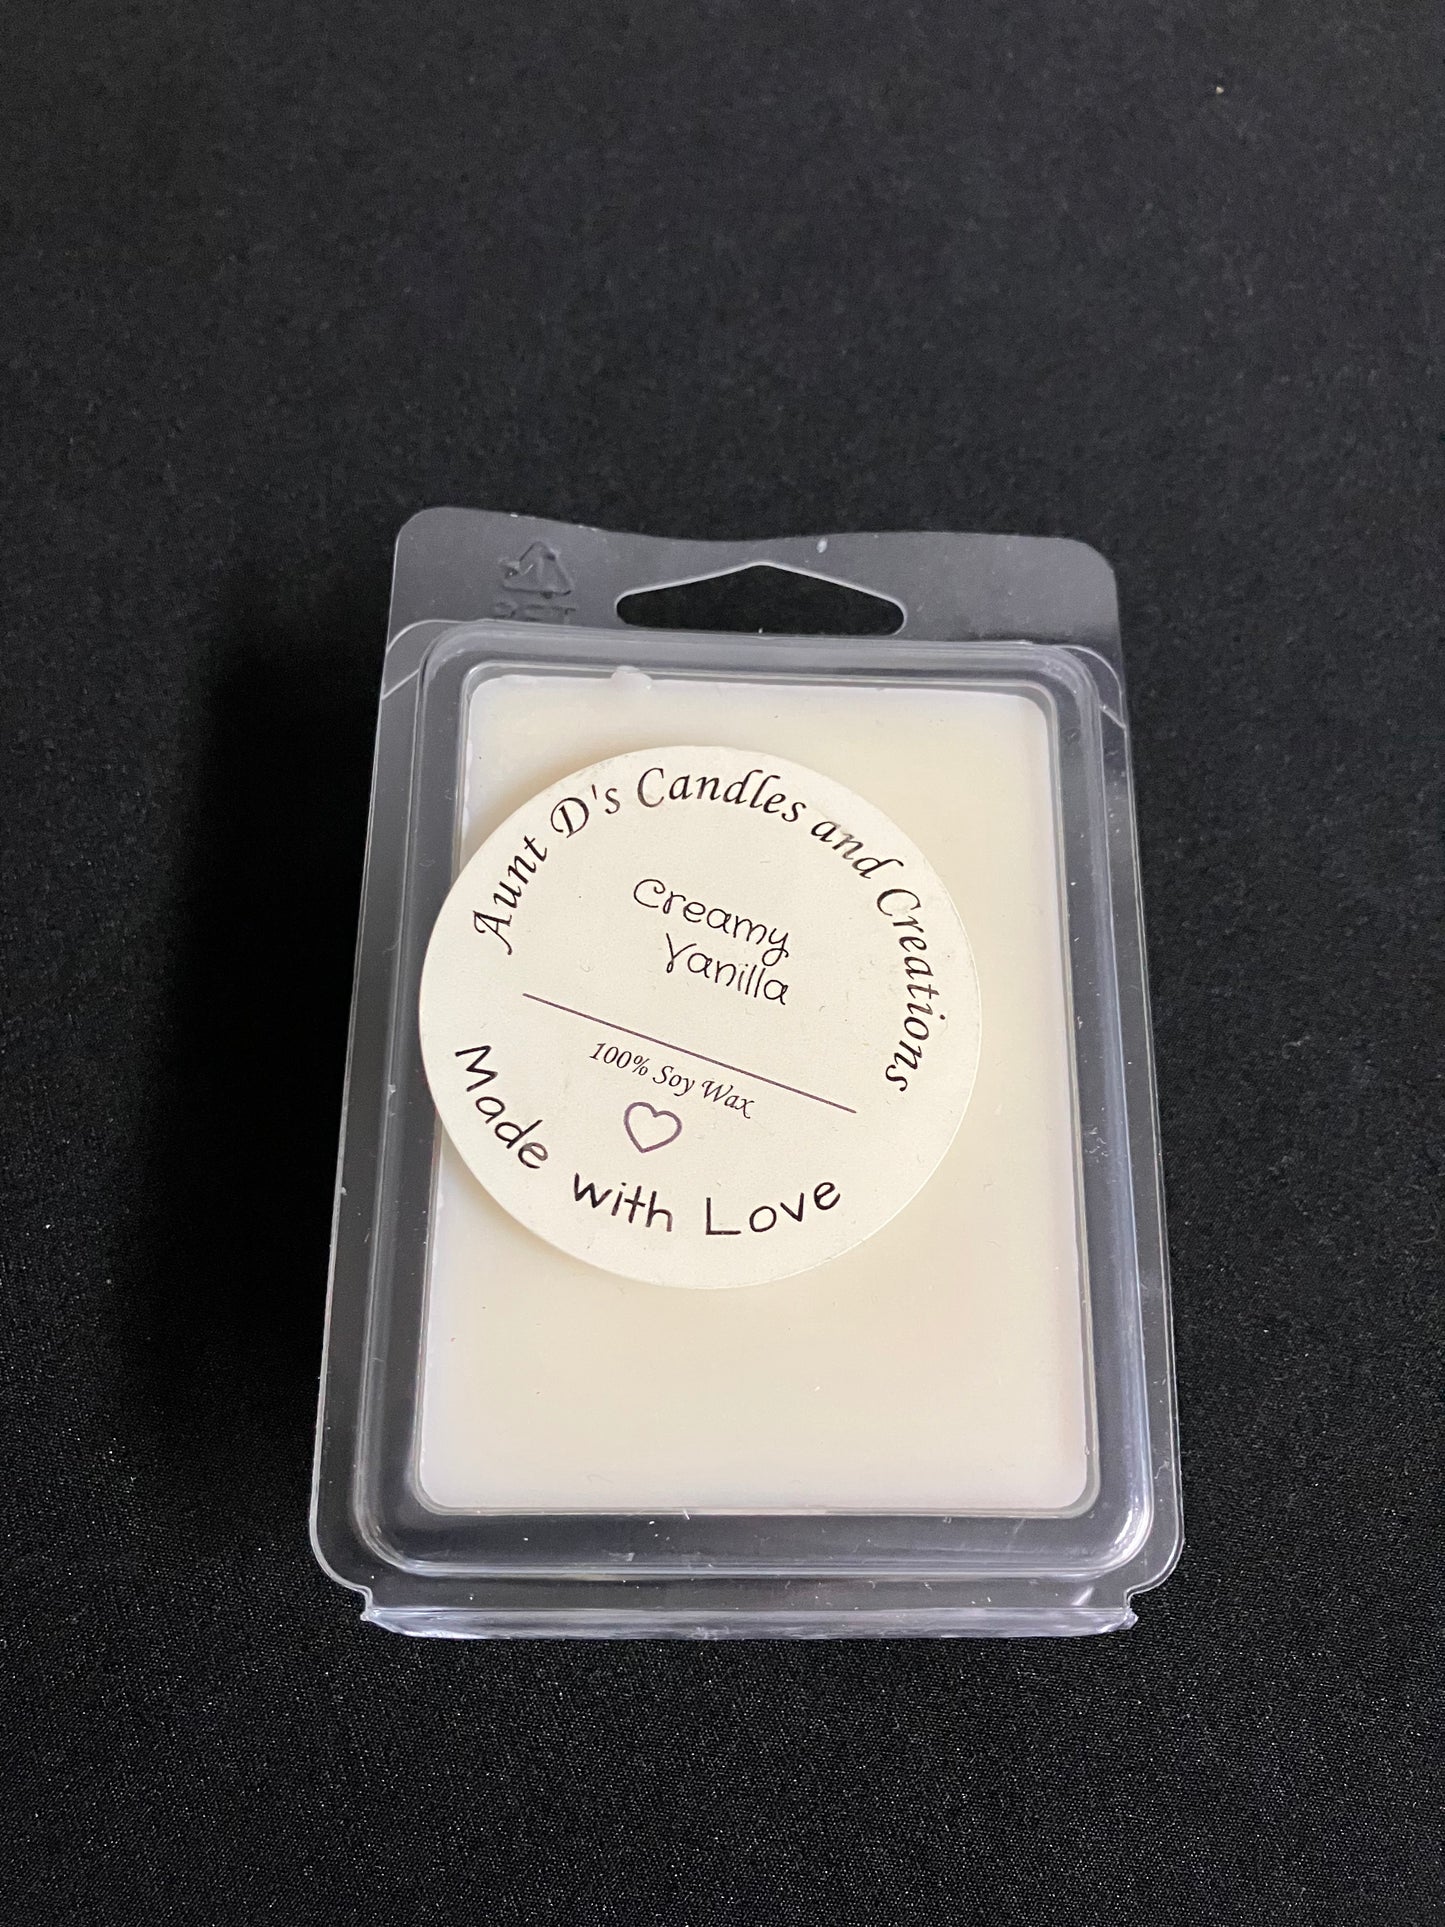 Aunt D's Candles and Creations
Creamy
Vanilla
100% Soy Wax
Made with Love